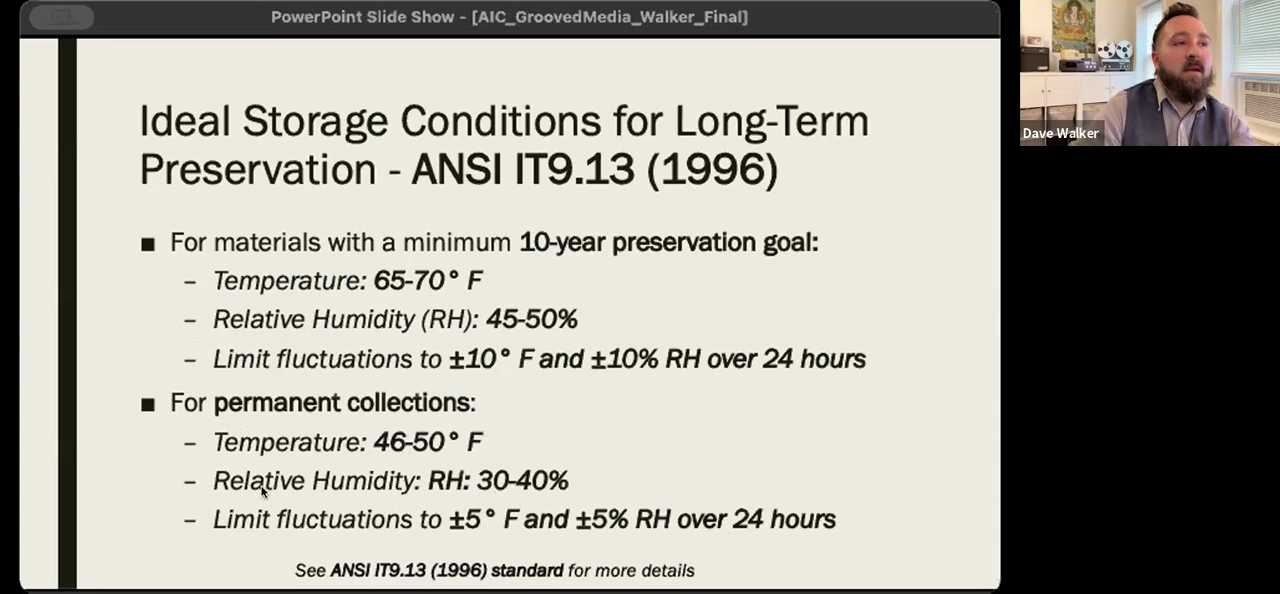 PowerPoint Slide Show - [AIC_GroovedMedia_Walker_Final]
Ideal Storage Conditions for Long-Term
Preservation - ANSI IT9.13 (1996)
■ For materials with a minimum 10-year preservation goal:
– Temperature: 65-70° F
– Relative Humidity (RH): 45-50%
– Limit fluctuations to ±10° F and ±10% RH over 24 hours
■ For permanent collections:
– Temperature: 46-50° F
– Relative Humidity: RH: 30-40%
– Limit fluctuations to ±5° F and ±5% RH over 24 hours
See ANSI IT9.13 (1996) standard for more details
Dave Walker